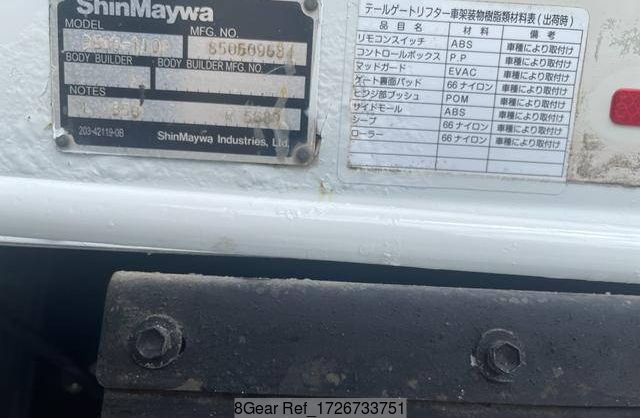 ShinMaywa
MODEL
MFG. NO.
BODY BUILDER
BODY BUILDER MFG. NO.
NOTES
203-42119-0B
ShinMaywa Industries, Ltd.
テールゲートリフター車架装物樹脂類材料表(出荷時)
品目名 材料 備考
リモコンスイッチ ABS 車種により取付け
コントロールボックス P.P 車種により取付け
マッドガード EVAC 車種により取付け
ゲート裏面パッド 66ナイロン 車種により取付け
ヒンジ部ブッシュ POM 車種により取付け
サイドモール ABS 車種により取付け
シーブ 66ナイロン 車種により取付け
ローラー 66ナイロン 車種により取付け
8Gear Ref_1726733751